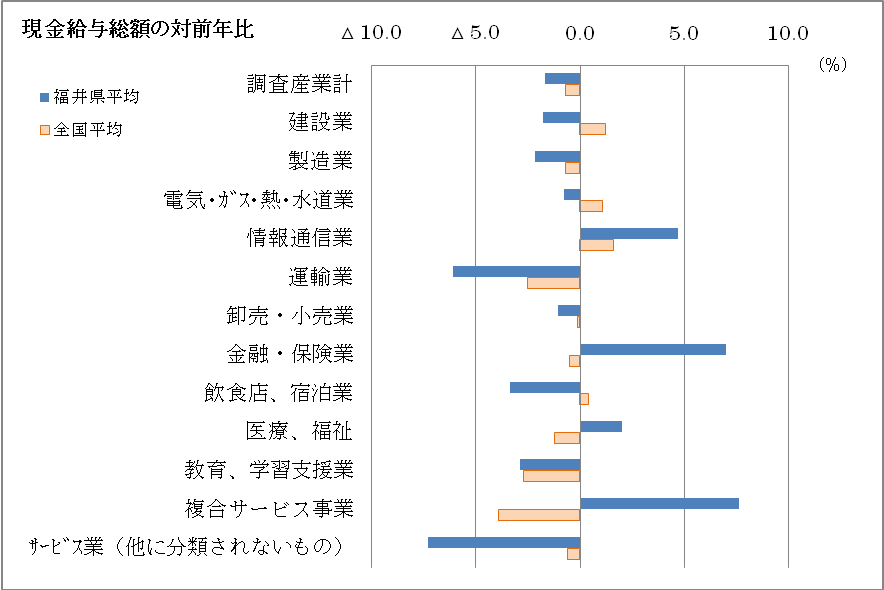 現金給与総額の対前年比
△ 10.0 △ 5.0 0.0 5.0 10.0
(%)
福井県平均
全国平均
調査産業計
建設業
製造業
電気・ｶﾞｽ・熱・水道業
情報通信業
運輸業
卸売・小売業
金融・保険業
飲食店、宿泊業
医療、福祉
教育、学習支援業
複合サービス事業
ｻｰﾋﾞｽ業（他に分類されないもの）